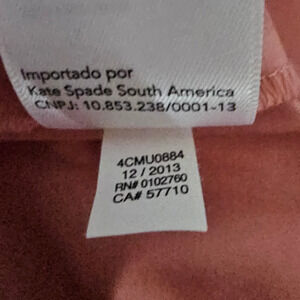 Importado por
Kate Spade South America
CNPJ: 10.853.238/0001-13
4CMU0884
12 / 2013
RN# 0102760
CA# 57710